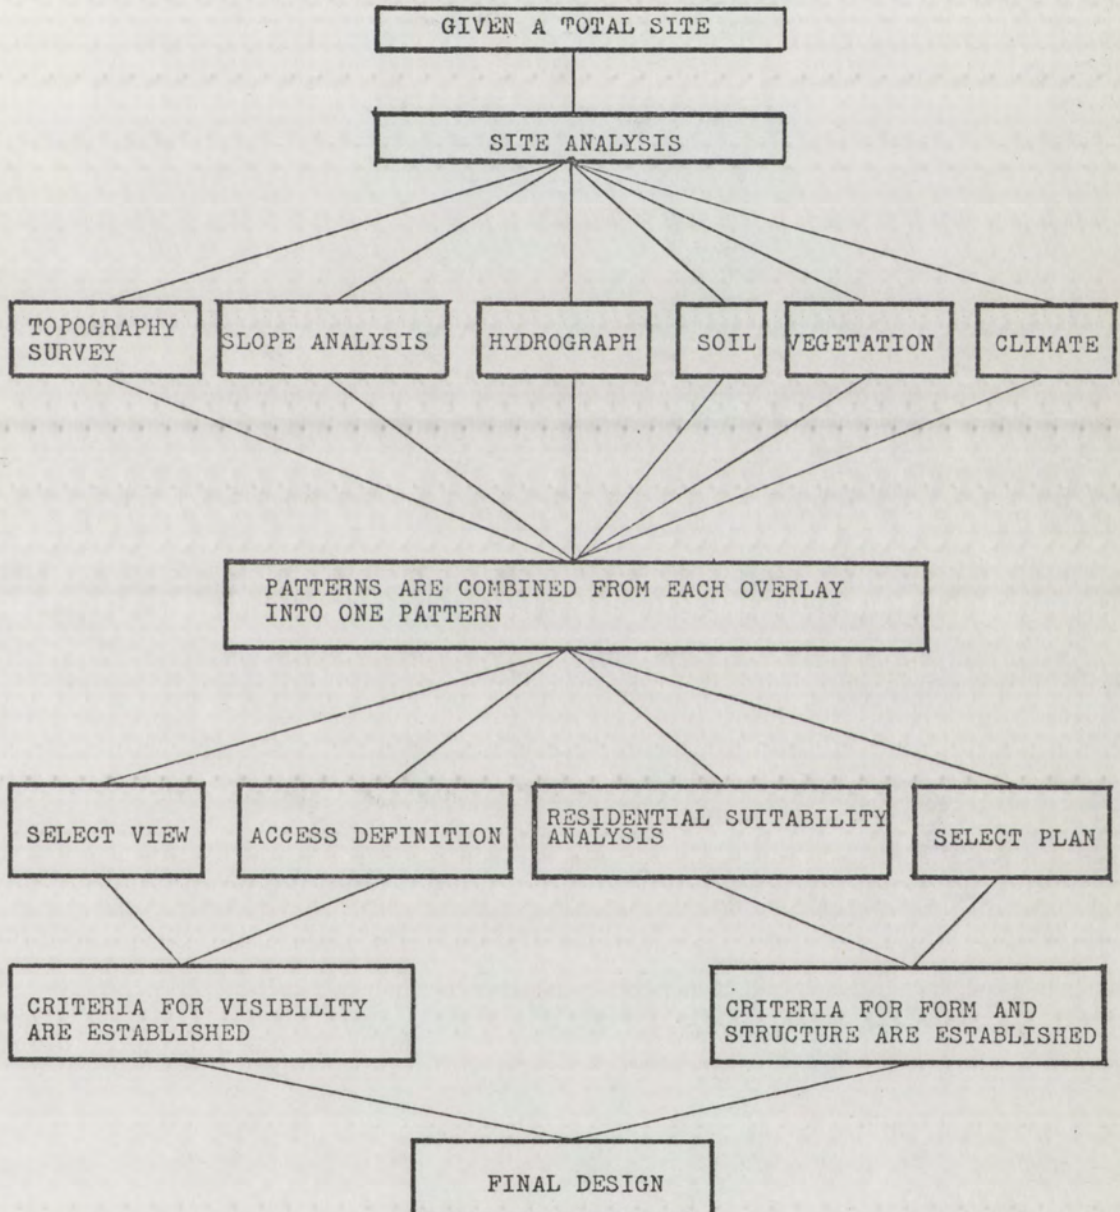 GIVEN A TOTAL SITE
SITE ANALYSIS
TOPOGRAPHY
SURVEY
SLOPE ANALYSIS
HYDROGRAPH
SOIL
VEGETATION
CLIMATE
PATTERNS ARE COMBINED FROM EACH OVERLAY
INTO ONE PATTERN
SELECT VIEW
ACCESS DEFINITION
RESIDENTIAL SUITABILITY
ANALYSIS
SELECT PLAN
CRITERIA FOR VISIBILITY
ARE ESTABLISHED
CRITERIA FOR FORM AND
STRUCTURE ARE ESTABLISHED
FINAL DESIGN